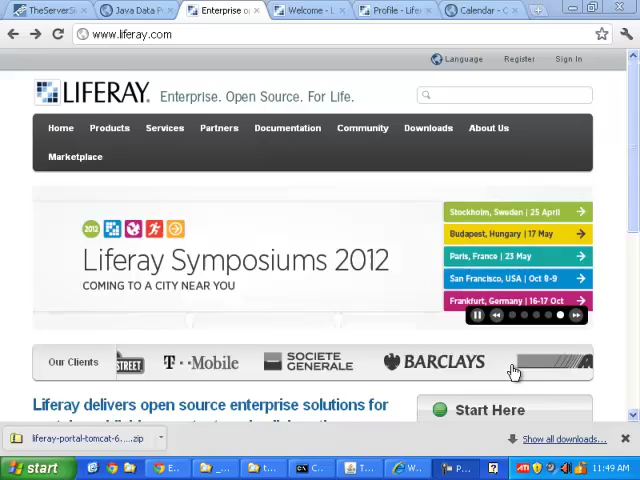 TheServerSi
Java Data P
Enterprise o
Welcome - L
Profile - Life
Calendar - C
www.liferay.com
Language
Register
Sign In
LIFERAY.
Enterprise. Open Source. For Life.
Home
Products
Services
Partners
Documentation
Community
Downloads
About Us
Marketplace
2012
Liferay Symposiums 2012
COMING TO A CITY NEAR YOU
Stockholm, Sweden | 25 April
Budapest, Hungary | 17 May
Paris, France | 23 May
San Francisco, USA | Oct 8-9
Frankfurt, Germany | 16-17 Oct
Our Clients
STREET
T··Mobile
SOCIETE
GENERALE
BARCLAYS
Liferay delivers open source enterprise solutions for
Start Here
liferay-portal-tomcat-6....zip
Show all downloads...
start
E...
_...
t...
C...
T...
W...
P...
11:49 AM